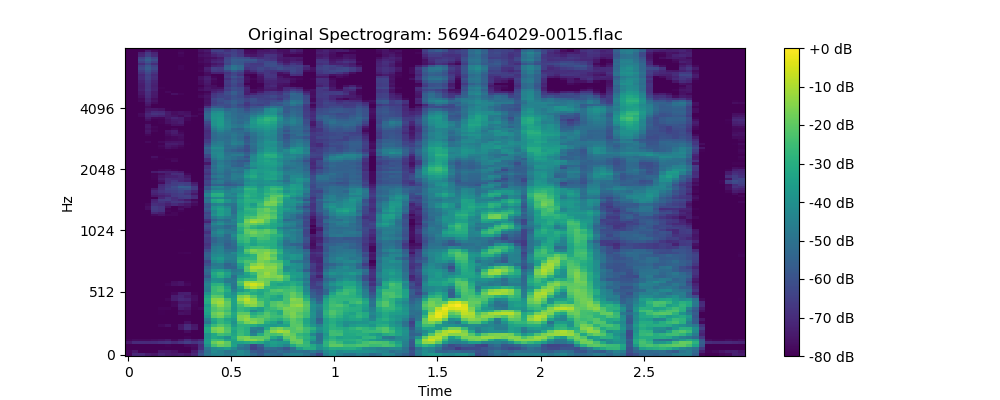 Original Spectrogram: 5694-64029-0015.flac
Hz
4096
2048
1024
512
0
0 0.5 1 1.5 2 2.5
Time
+0 dB
-10 dB
-20 dB
-30 dB
-40 dB
-50 dB
-60 dB
-70 dB
-80 dB